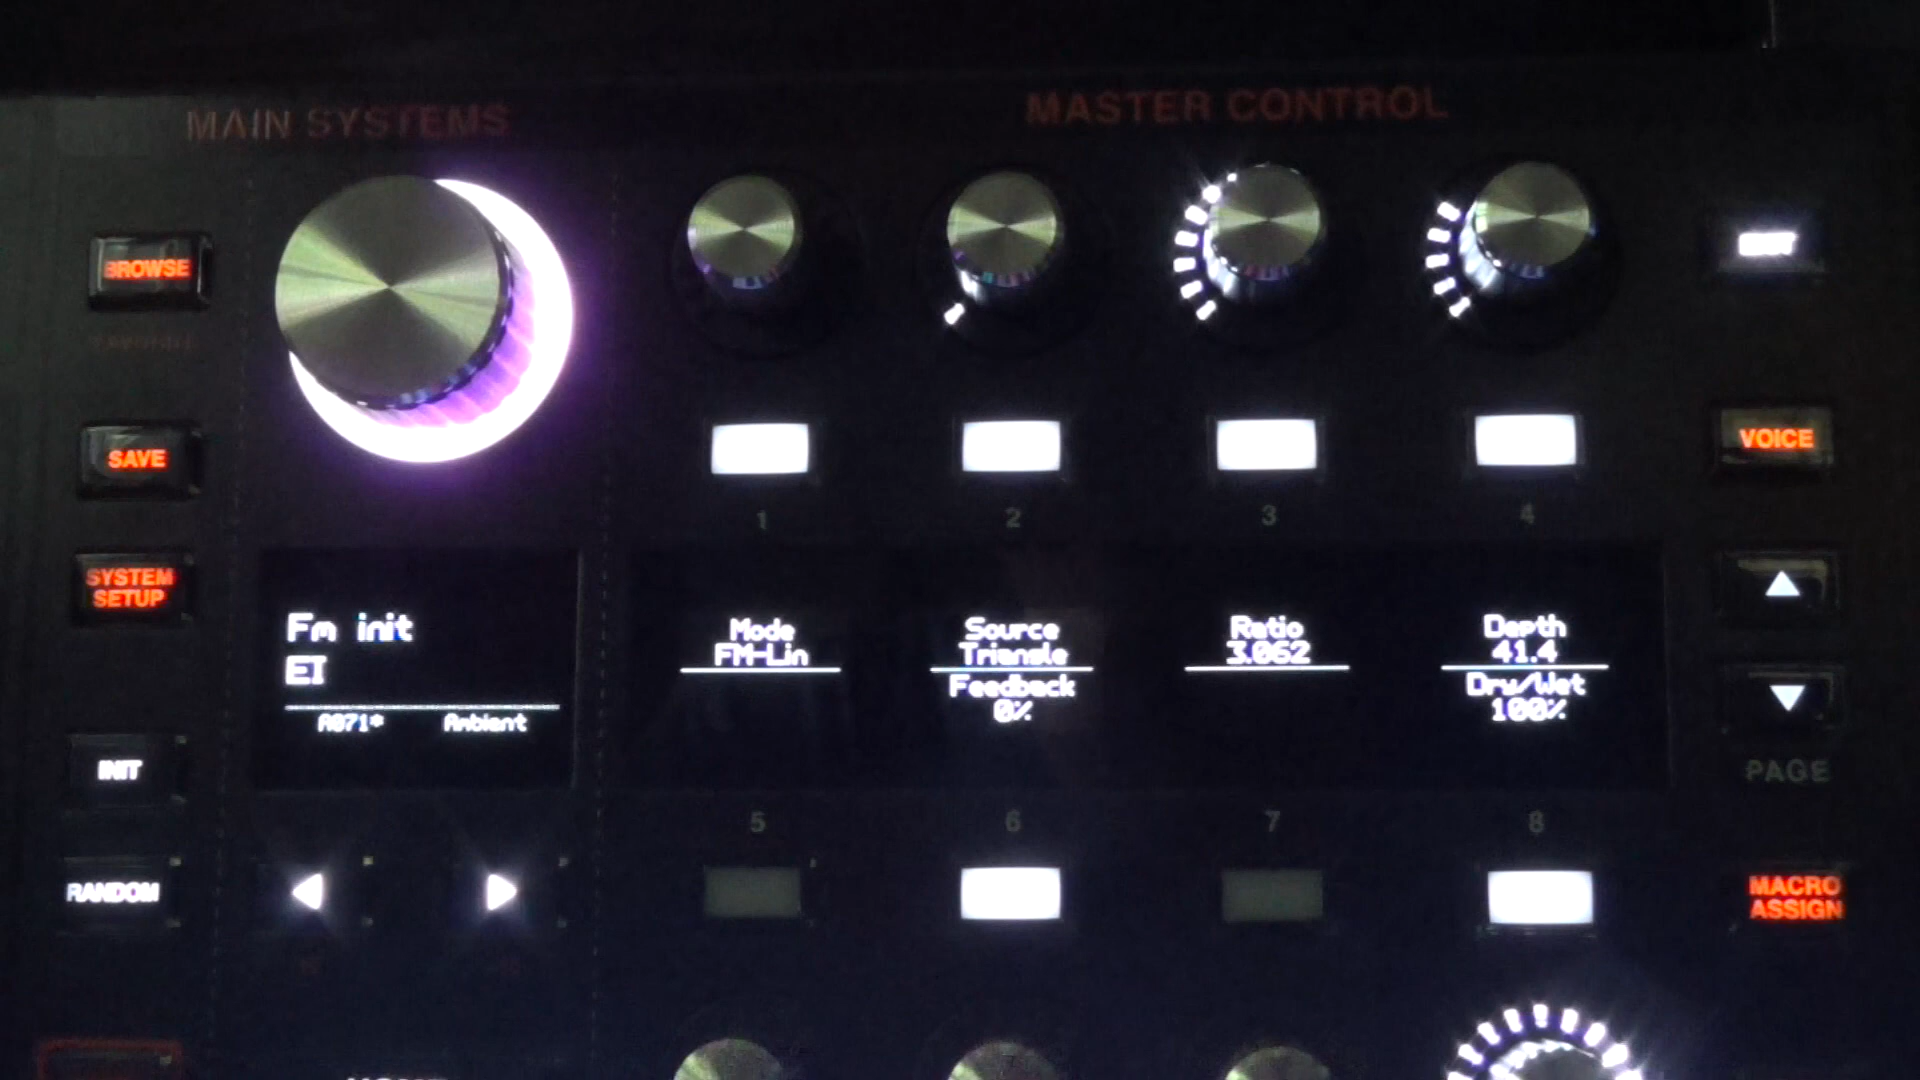 MAIN SYSTEMS
MASTER CONTROL
BROWSE
SAVE
VOICE
1 2 3 4
SYSTEM
SETUP
Fm init
EI
A071* Ambient
Mode
FM-Lin
Source
Triangle
Feedback
0%
Ratio
3.062
Depth
41.4
Dry/Wet
100%
PAGE
INIT
5 6 7 8
RANDOM
MACRO
ASSIGN